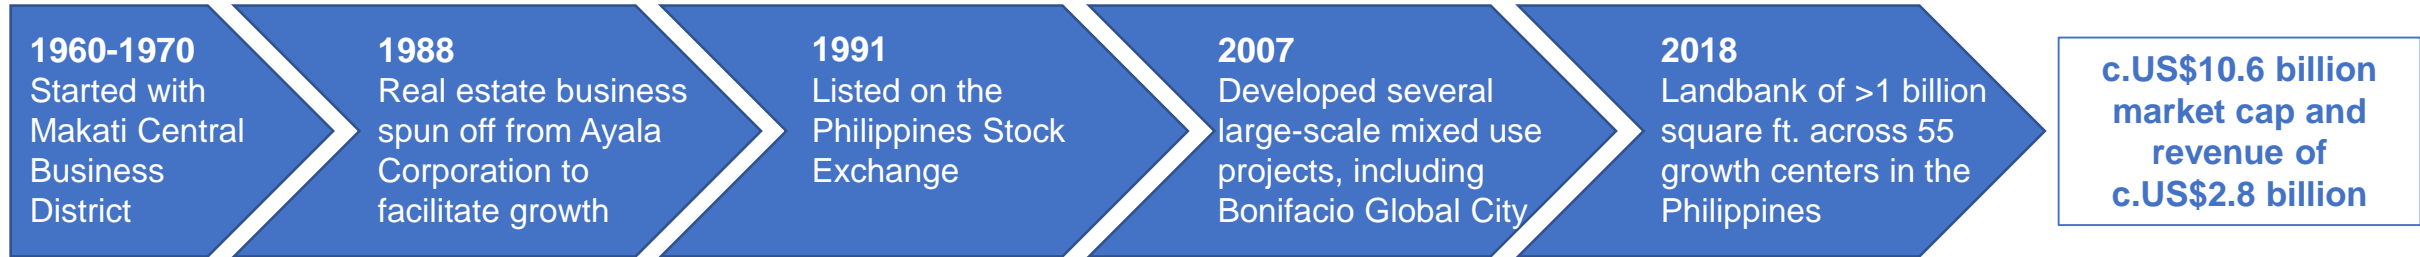 1960-1970
Started with
Makati Central
Business
District
1988
Real estate business
spun off from Ayala
Corporation to
facilitate growth
1991
Listed on the
Philippines Stock
Exchange
2007
Developed several
large-scale mixed use
projects, including
Bonifacio Global City
2018
Landbank of >1 billion
square ft. across 55
growth centers in the
Philippines
c.US$10.6 billion
market cap and
revenue of
c.US$2.8 billion